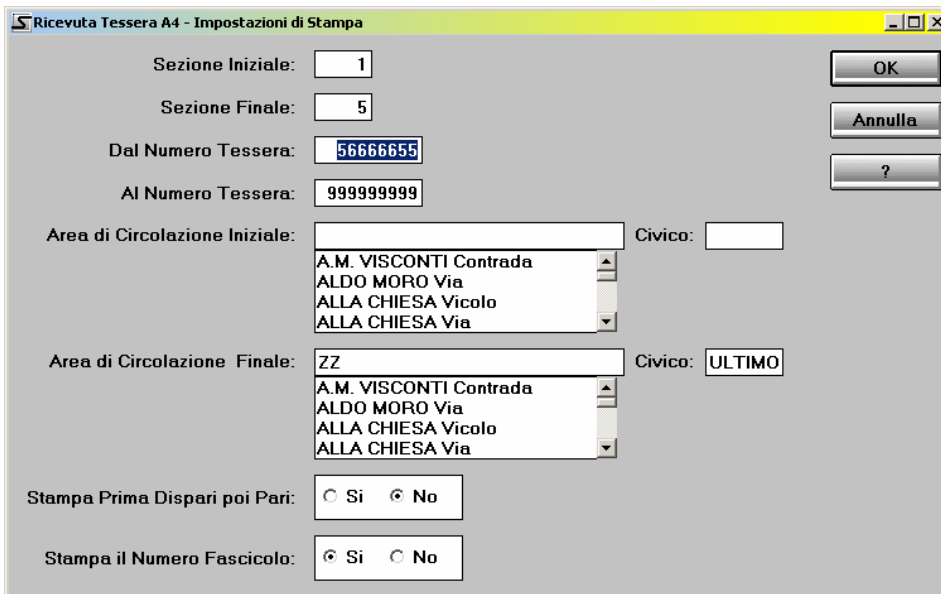 Ricevuta Tessera A4 - Impostazioni di Stampa
Sezione Iniziale: 1
OK
Sezione Finale: 5
Annulla
Dal Numero Tessera: 56666655
?
Al Numero Tessera: 999999999
Area di Circolazione Iniziale: Civico:
A.M. VISCONTI Contrada
ALDO MORO Via
ALLA CHIESA Vicolo
ALLA CHIESA Via
Area di Circolazione Finale: ZZ Civico: ULTIMO
A.M. VISCONTI Contrada
ALDO MORO Via
ALLA CHIESA Vicolo
ALLA CHIESA Via
Stampa Prima Dispari poi Pari: Si No
Stampa il Numero Fascicolo: Si No